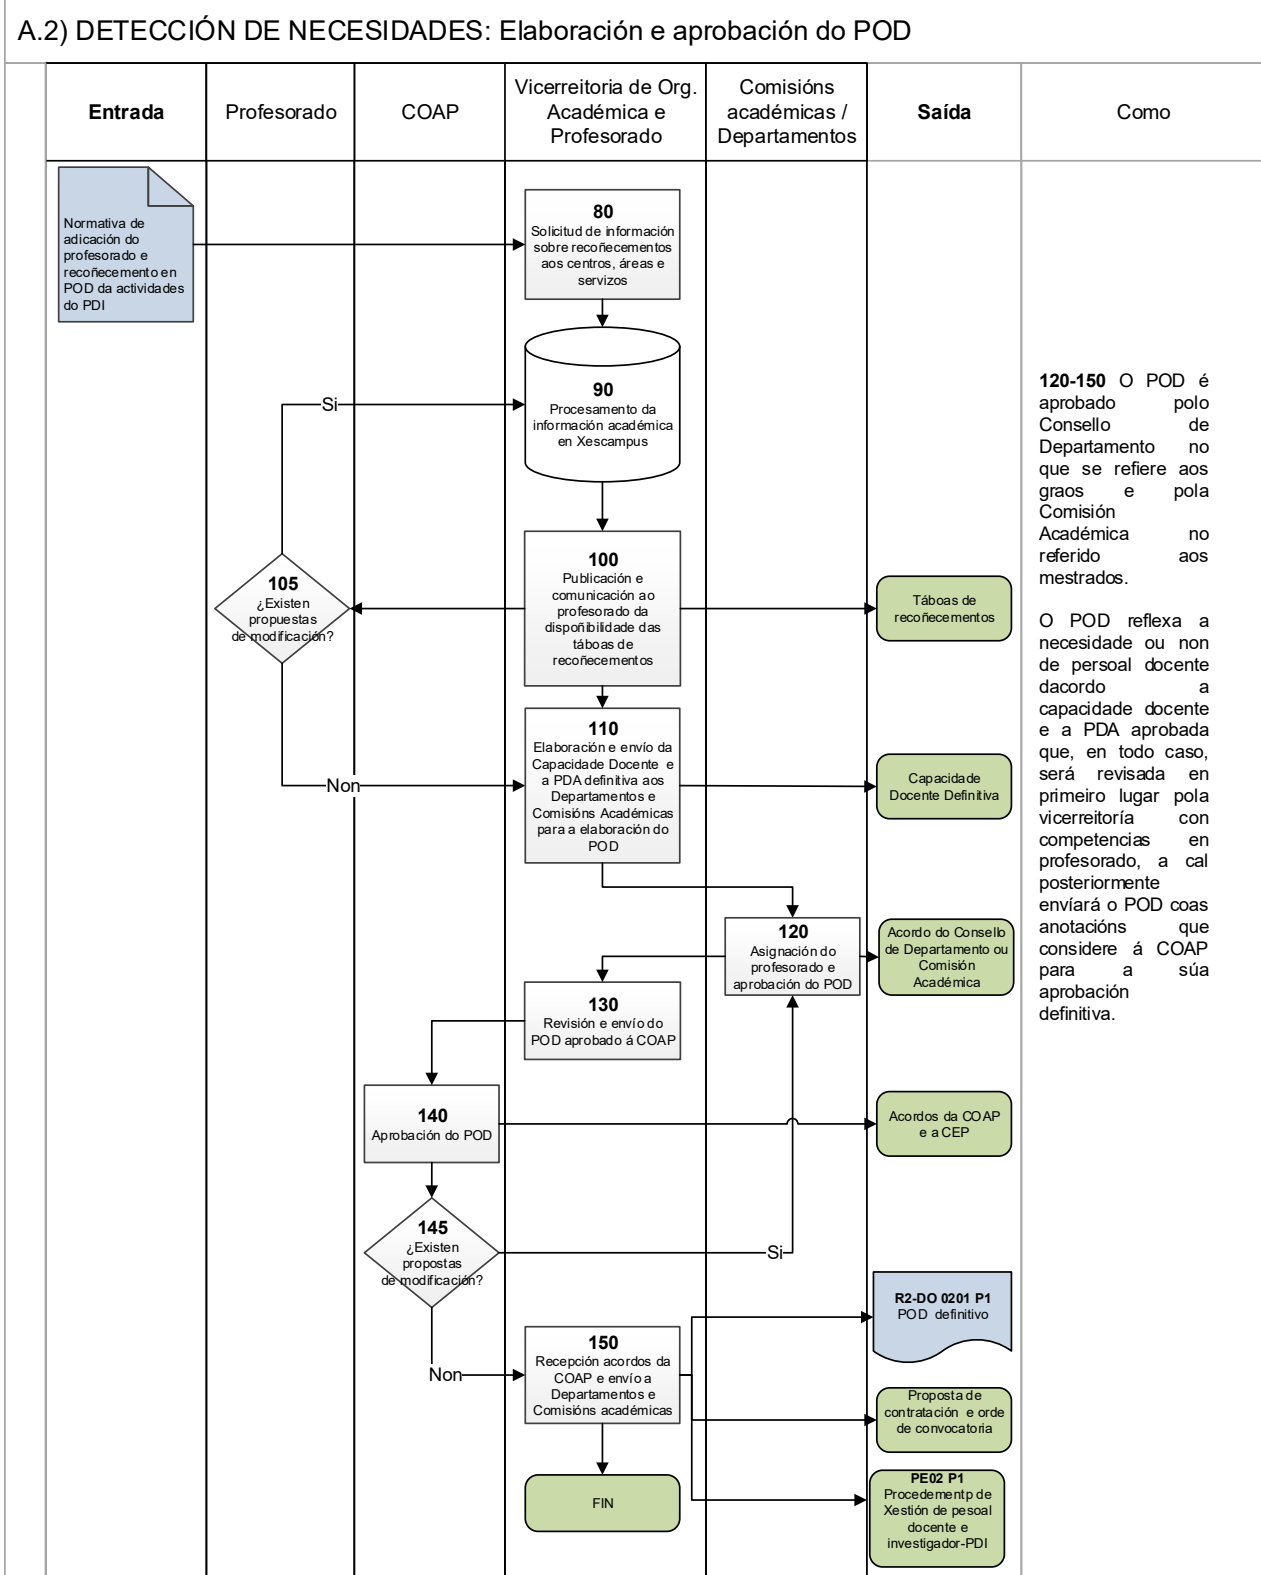 A.2) DETECCIÓN DE NECESIDADES: Elaboración e aprobación do POD
Entrada
Profesorado
COAP
Vicerreitoria de Org.
Académica e
Profesorado
Comisións
académicas /
Departamentos
Saída
Como
Normativa de
adicación do
profesorado e
recoñecemento en
POD da actividades
do PDI
80
Solicitud de información
sobre recoñecementos
aos centros, áreas e
servizos
90
Procesamento da
información académica
en Xescampus
Si
100
Publicación e
comunicación ao
profesorado da
dispoñibilidade das
táboas de
recoñecementos
105
¿Existen
propuestas
de modificación?
Táboas de
recoñecementos
110
Elaboración e envío da
Capacidade Docente e
a PDA definitiva aos
Departamentos e
Comisións Académicas
para a elaboración do
POD
Non
Capacidade
Docente Definitiva
120
Asignación do
profesorado e
aprobación do POD
Acordo do Consello
de Departamento ou
Comisión
Académica
130
Revisión e envío do
POD aprobado á COAP
140
Aprobación do POD
Acordos da COAP
e a CEP
145
¿Existen
propostas
de modificación?
Si
Non
150
Recepción acordos da
COAP e envío a
Departamentos e
Comisións académicas
R2-DO 0201 P1
POD definitivo
Proposta de
contratación e orde
de convocatoria
PE02 P1
Procedementp de
Xestión de pesoal
docente e
investigador-PDI
FIN
120-150 O POD é
aprobado polo
Consello de
Departamento no
que se refiere aos
graos e pola
Comisión
Académica no
referido aos
mestrados.
O POD reflexa a
necesidade ou non
de persoal docente
dacordo a
capacidade docente
e a PDA aprobada
que, en todo caso,
será revisada en
primeiro lugar pola
vicerreitoría con
competencias en
profesorado, a cal
posteriormente
envíará o POD coas
anotacións que
considere á COAP
para a súa
aprobación
definitiva.